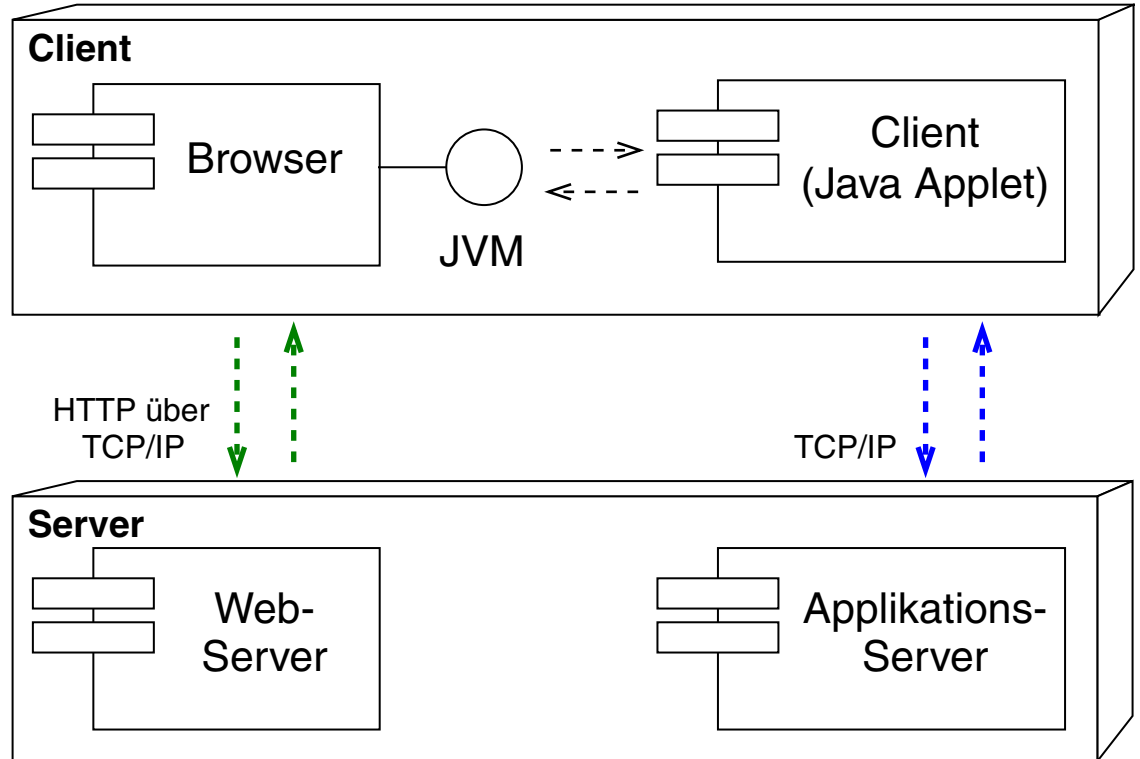 Client
Browser
JVM
Client
(Java Applet)
HTTP über
TCP/IP
TCP/IP
Server
Web-
Server
Applikations-
Server